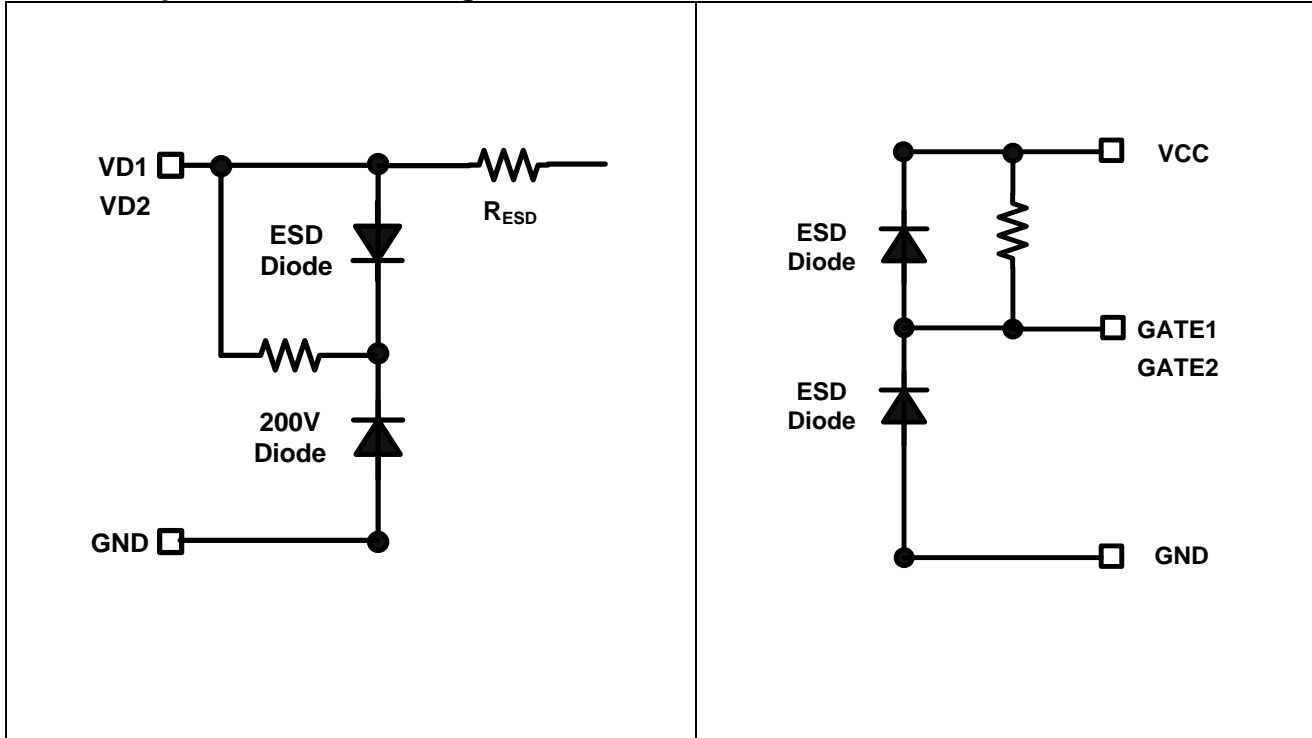 VD1
VD2
ESD
Diode
RESD
200V
Diode
GND
VCC
ESD
Diode
GATE1
GATE2
ESD
Diode
GND